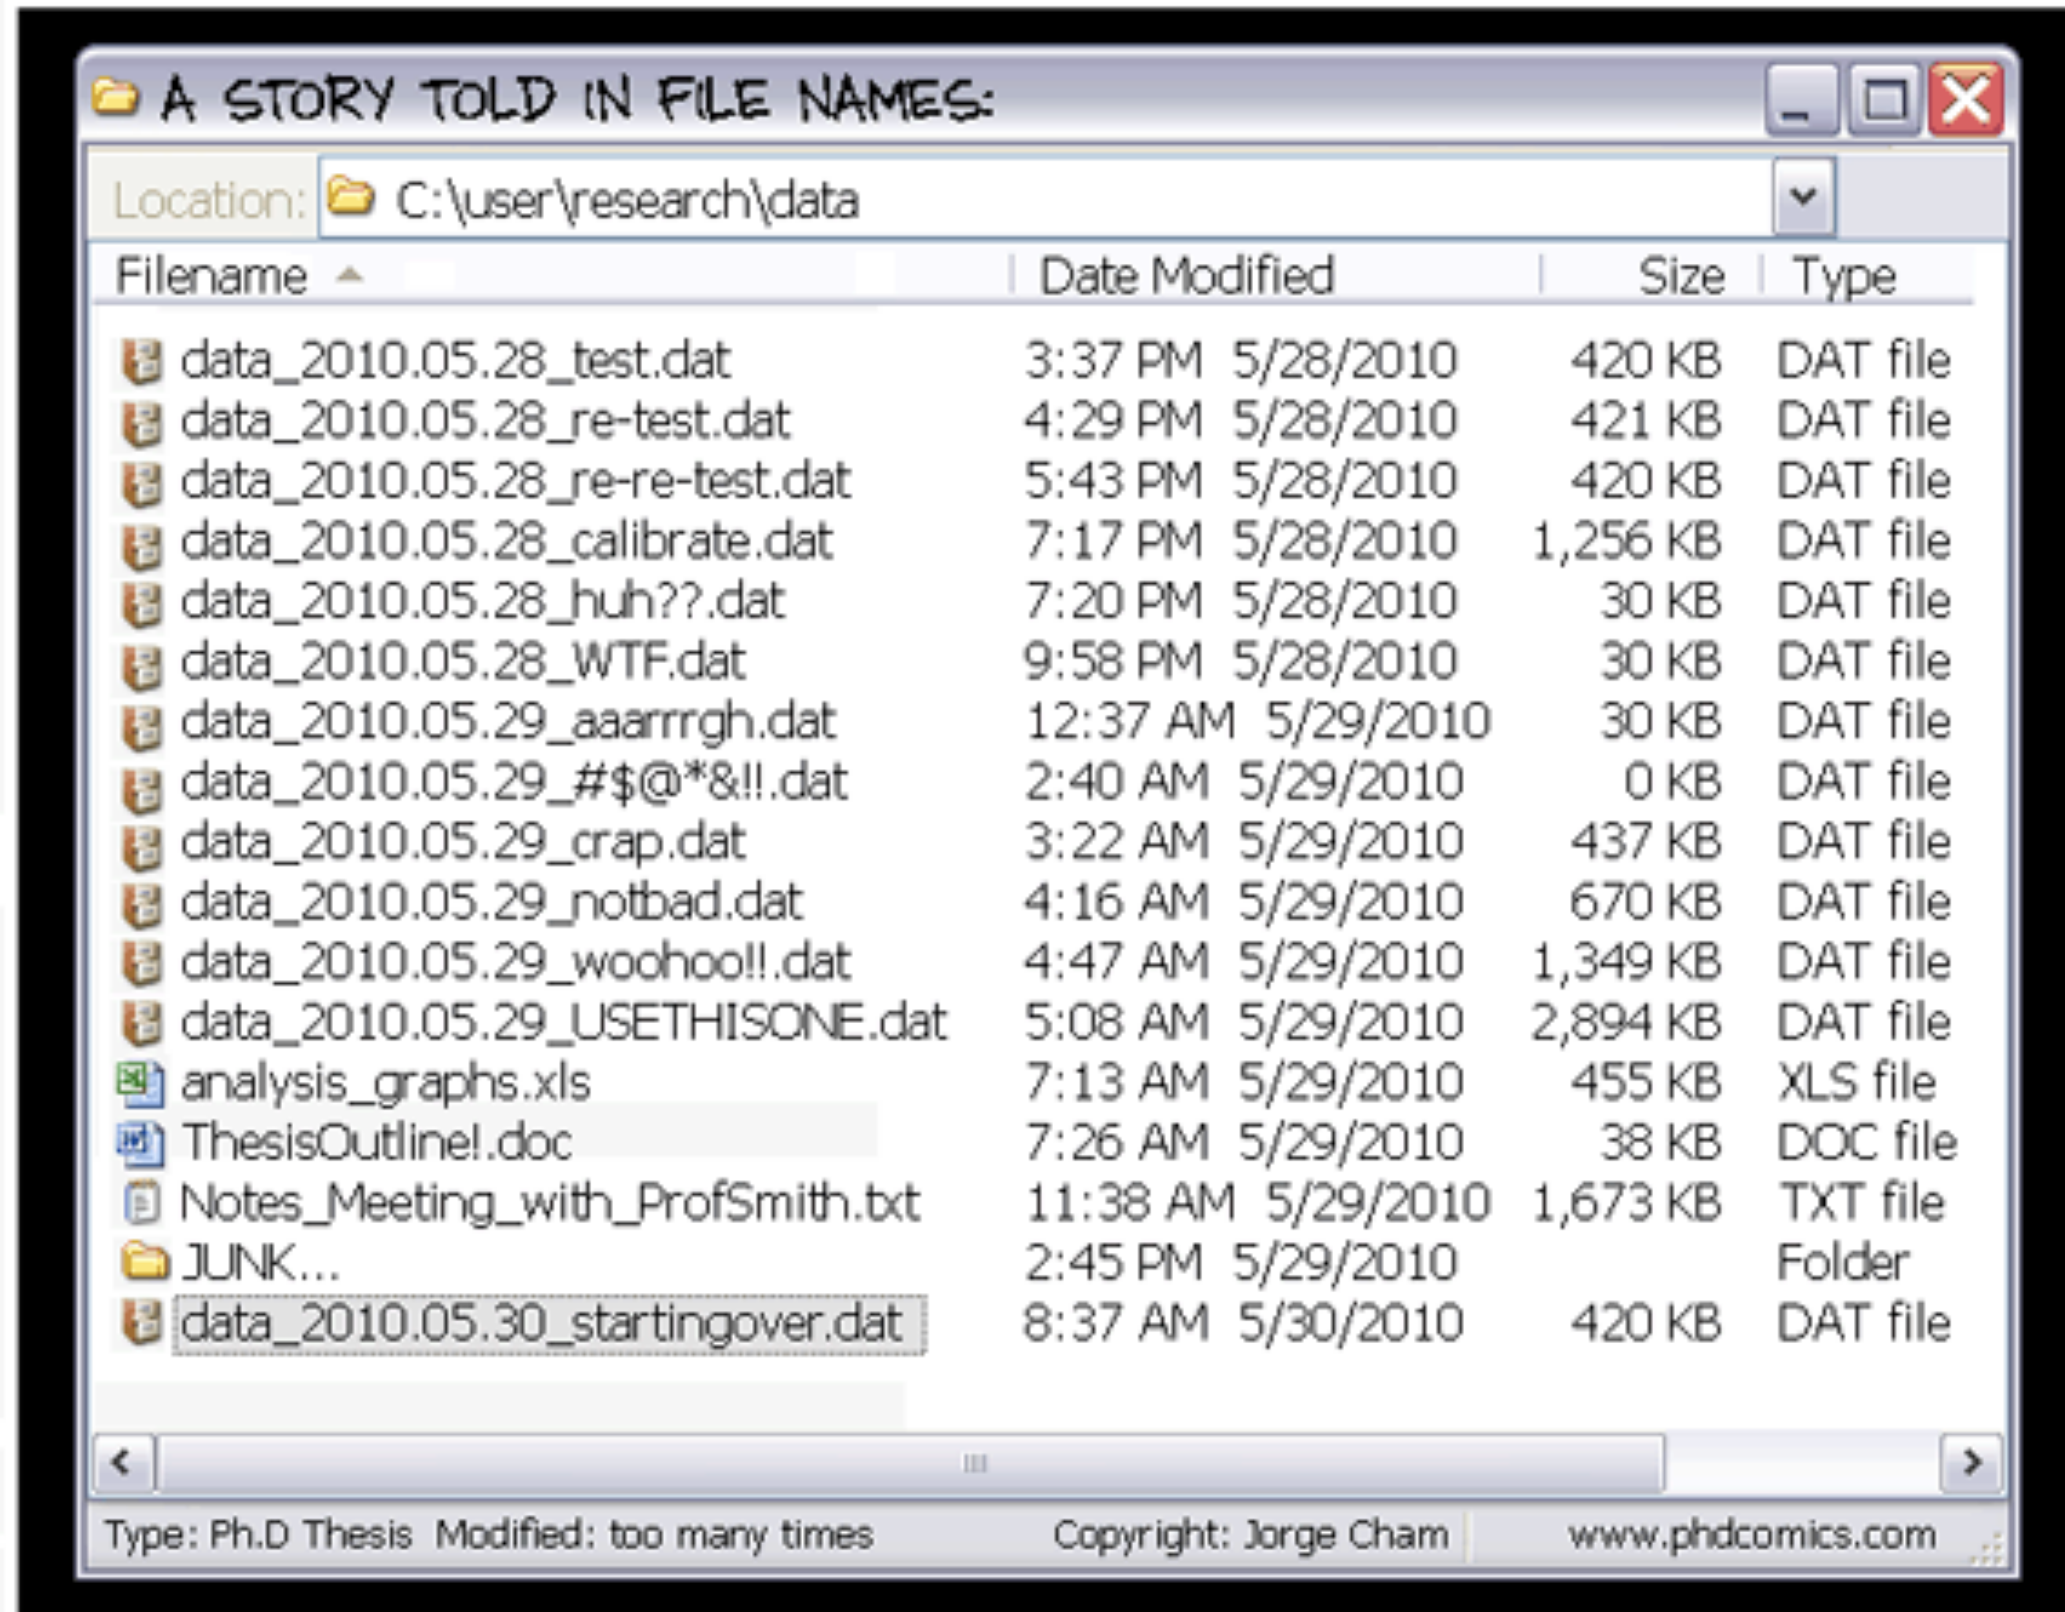 A STORY TOLD IN FILE NAMES:
Location: C:\user\research\data
Filename Date Modified Size Type
data_2010.05.28_test.dat 3:37 PM 5/28/2010 420 KB DAT file
data_2010.05.28_re-test.dat 4:29 PM 5/28/2010 421 KB DAT file
data_2010.05.28_re-re-test.dat 5:43 PM 5/28/2010 420 KB DAT file
data_2010.05.28_calibrate.dat 7:17 PM 5/28/2010 1,256 KB DAT file
data_2010.05.28_huh??.dat 7:20 PM 5/28/2010 30 KB DAT file
data_2010.05.28_WTF.dat 9:58 PM 5/28/2010 30 KB DAT file
data_2010.05.29_aaarrrgh.dat 12:37 AM 5/29/2010 30 KB DAT file
data_2010.05.29_#$@*&!!.dat 2:40 AM 5/29/2010 0 KB DAT file
data_2010.05.29_crap.dat 3:22 AM 5/29/2010 437 KB DAT file
data_2010.05.29_notbad.dat 4:16 AM 5/29/2010 670 KB DAT file
data_2010.05.29_woohoo!!.dat 4:47 AM 5/29/2010 1,349 KB DAT file
data_2010.05.29_USETHISONE.dat 5:08 AM 5/29/2010 2,894 KB DAT file
analysis_graphs.xls 7:13 AM 5/29/2010 455 KB XLS file
ThesisOutline!.doc 7:26 AM 5/29/2010 38 KB DOC file
Notes_Meeting_with_ProfSmith.txt 11:38 AM 5/29/2010 1,673 KB TXT file
JUNK... 2:45 PM 5/29/2010 Folder
data_2010.05.30_startingover.dat 8:37 AM 5/30/2010 420 KB DAT file
Type: Ph.D Thesis Modified: too many times Copyright: Jorge Cham www.phdcomics.com